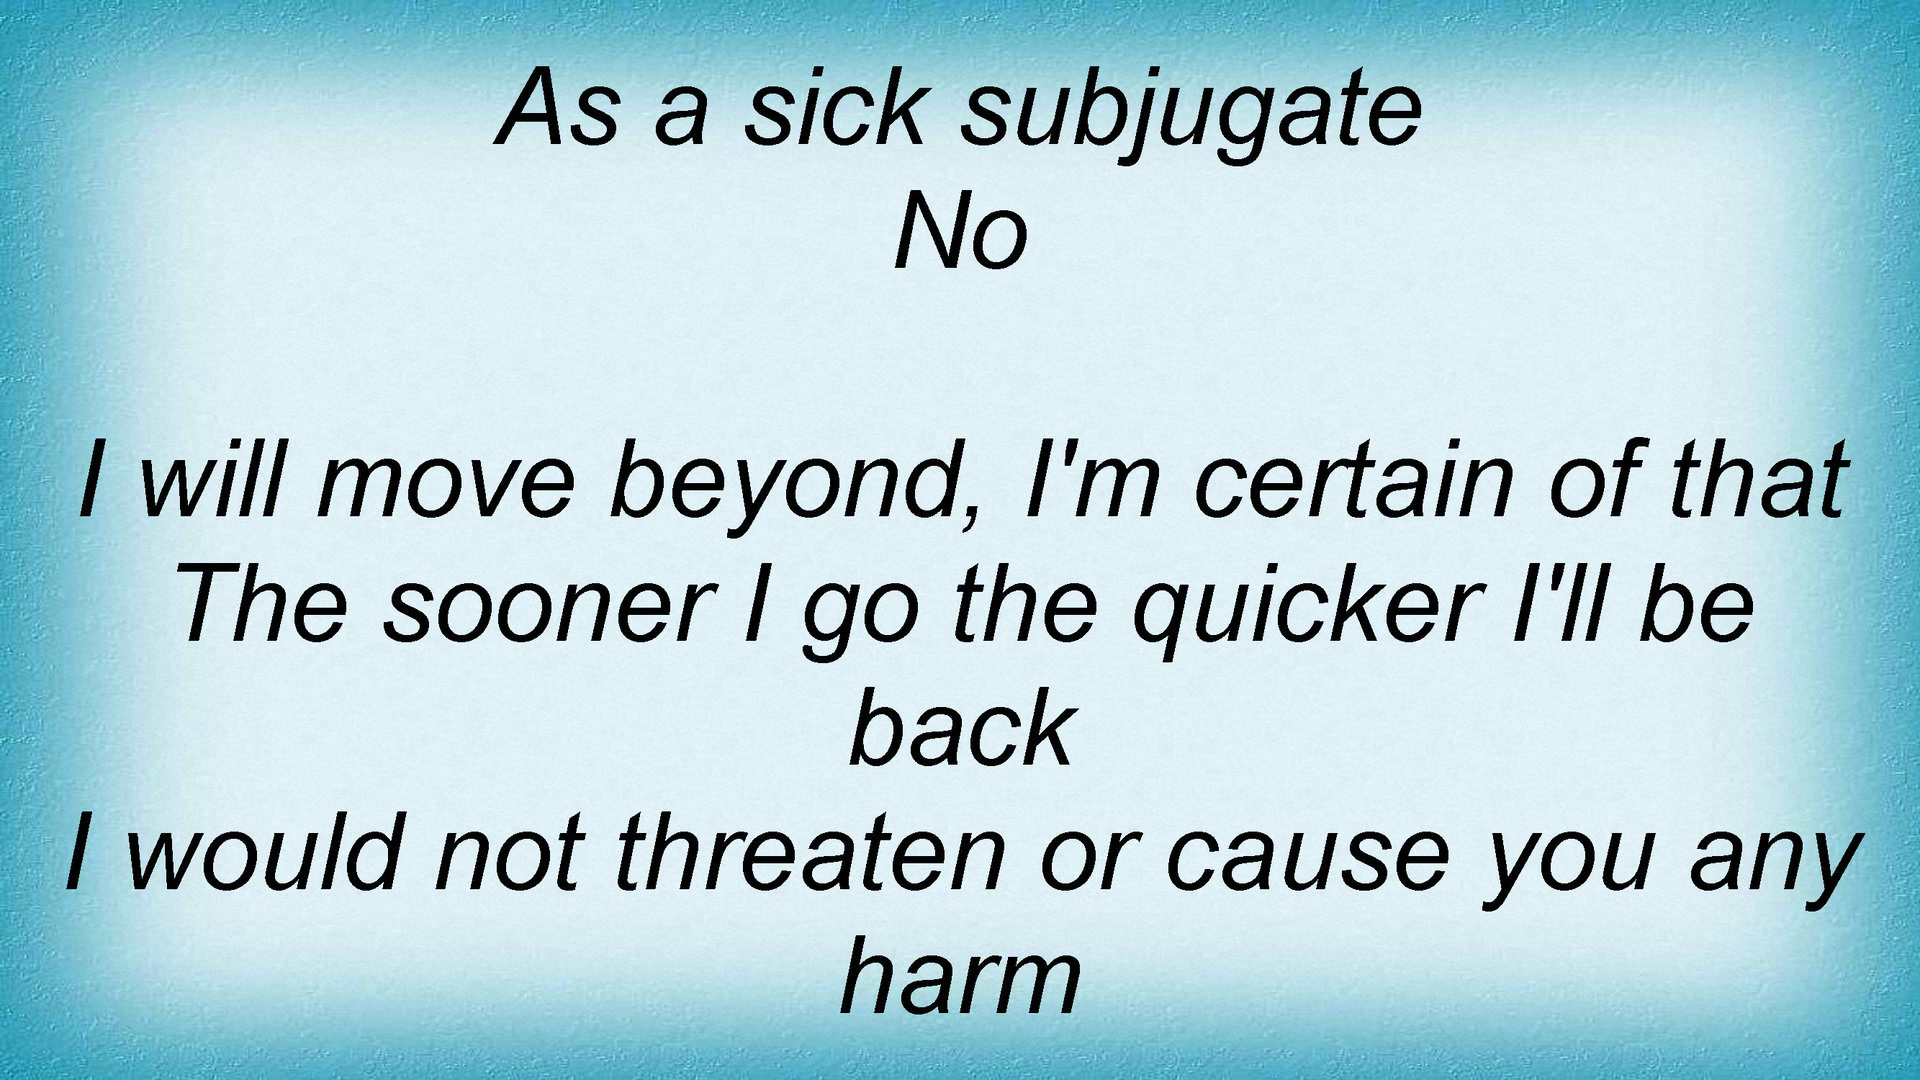 As a sick subjugate
No
I will move beyond, I'm certain of that
The sooner I go the quicker I'll be
back
I would not threaten or cause you any
harm